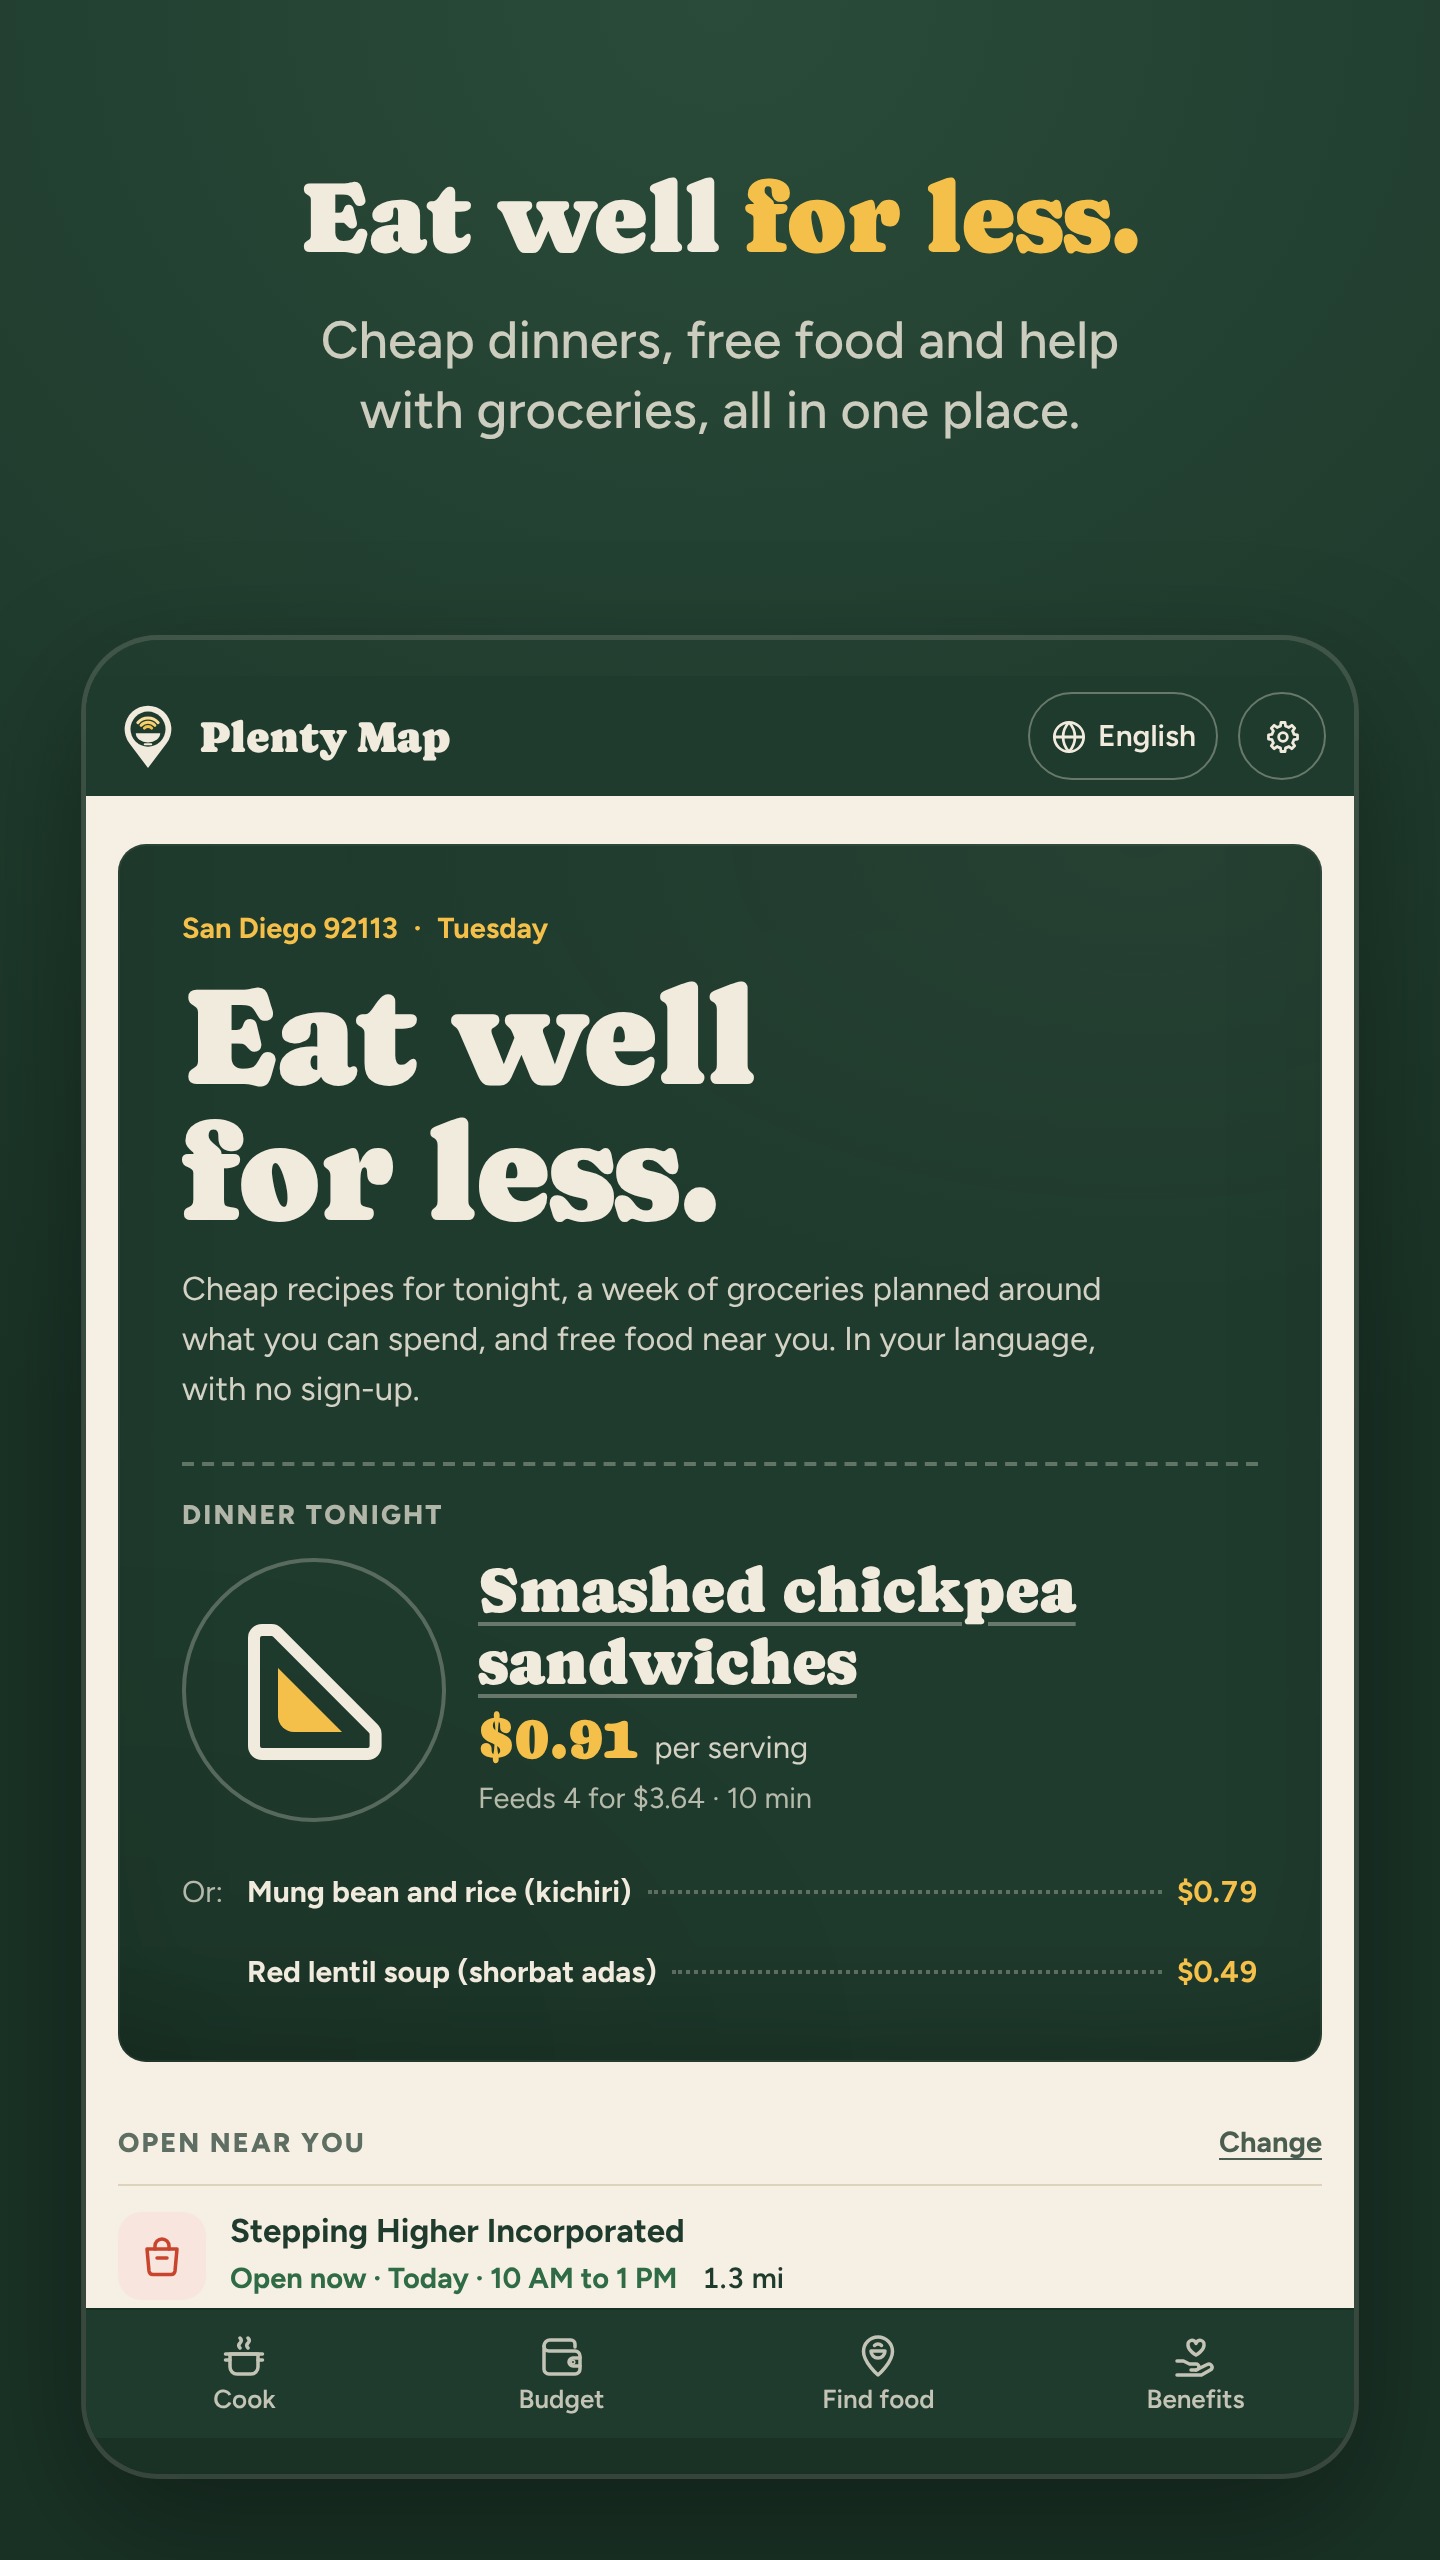 Eat well for less.
Cheap dinners, free food and help
with groceries, all in one place.
Plenty Map
English
San Diego 92113 · Tuesday
Eat well
for less.
Cheap recipes for tonight, a week of groceries planned around
what you can spend, and free food near you. In your language,
with no sign-up.
DINNER TONIGHT
Smashed chickpea
sandwiches
$0.91 per serving
Feeds 4 for $3.64 · 10 min
Or: Mung bean and rice (kichiri) $0.79
Red lentil soup (shorbat adas) $0.49
OPEN NEAR YOU Change
Stepping Higher Incorporated
Open now · Today · 10 AM to 1 PM 1.3 mi
Cook Budget Find food Benefits